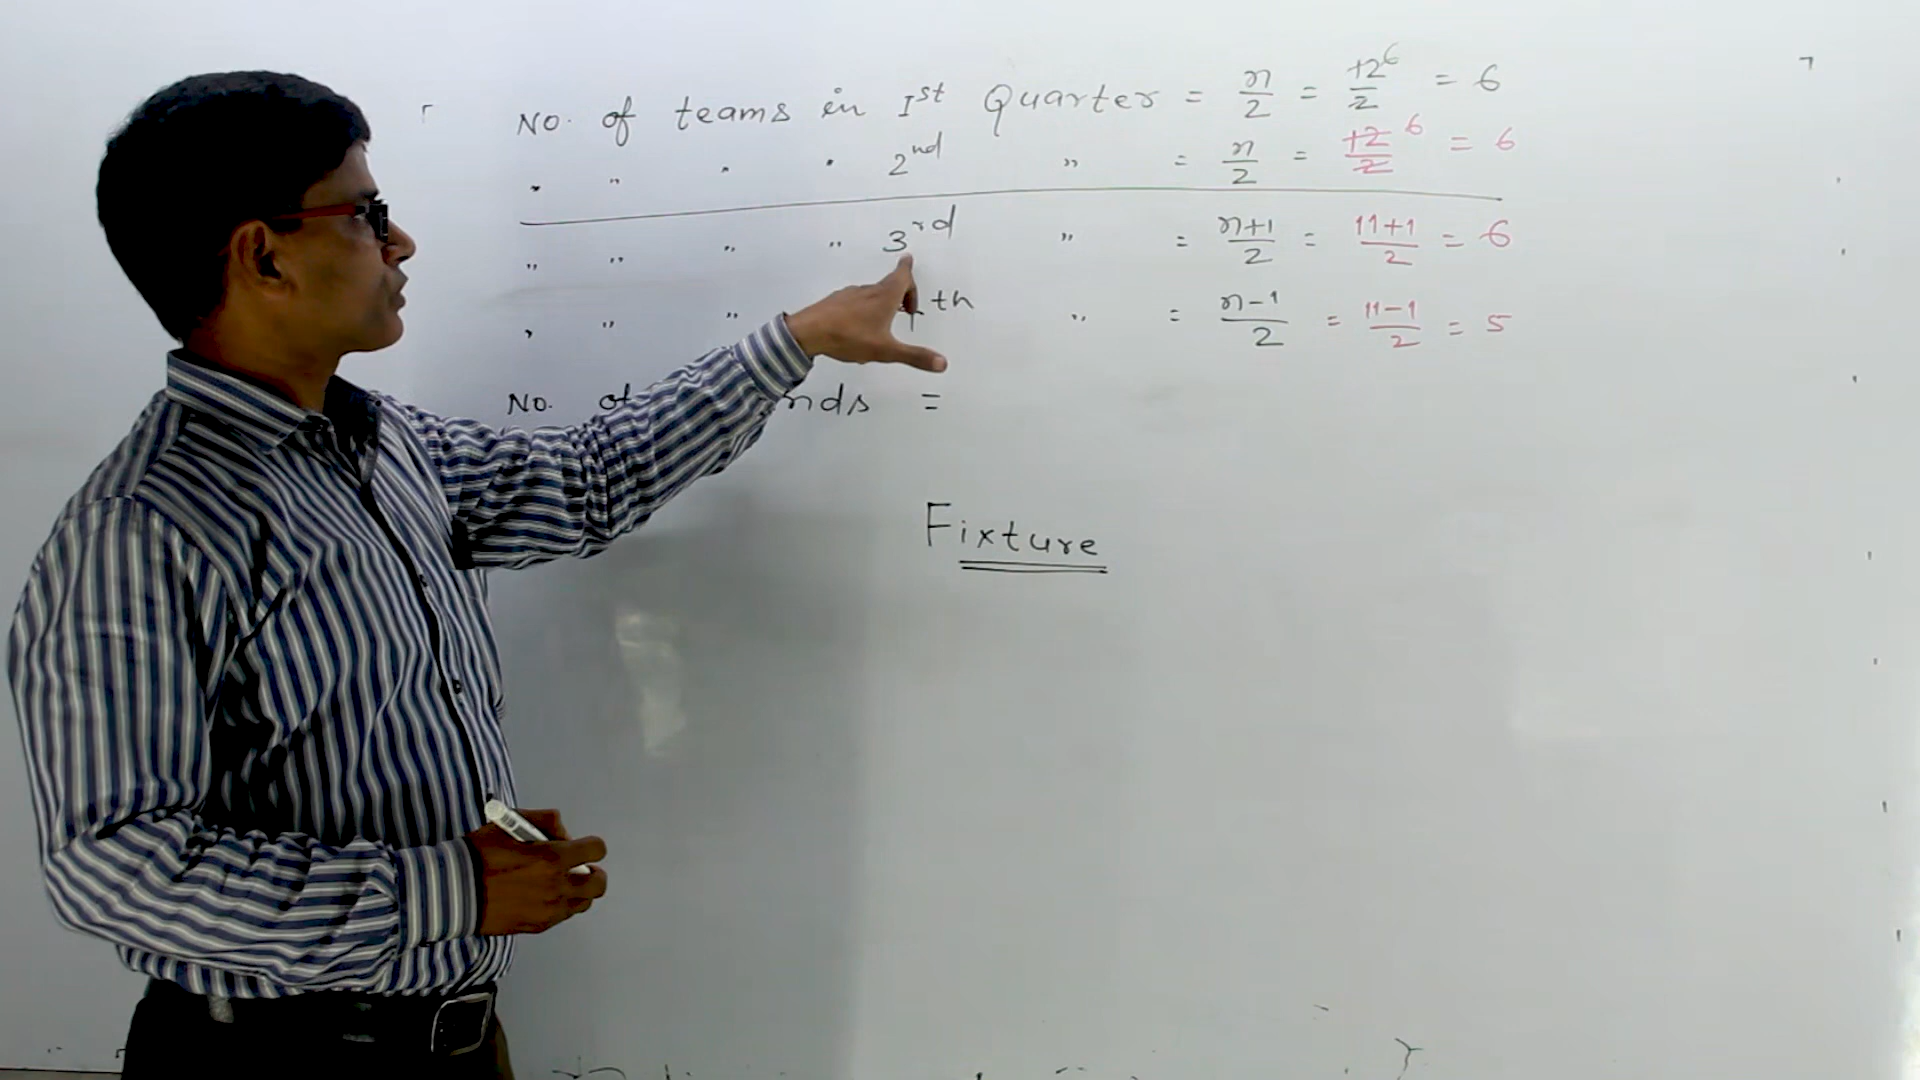 No. of teams in Ist Quarter = n/2 = 12/2 6 = 6
" " " " 2nd " = n/2 = 12/2 6 = 6
" " " " 3rd " = n+1/2 = 11+1/2 = 6
" " " th " = n-1/2 = 11-1/2 = 5
No. of nds =
Fixture